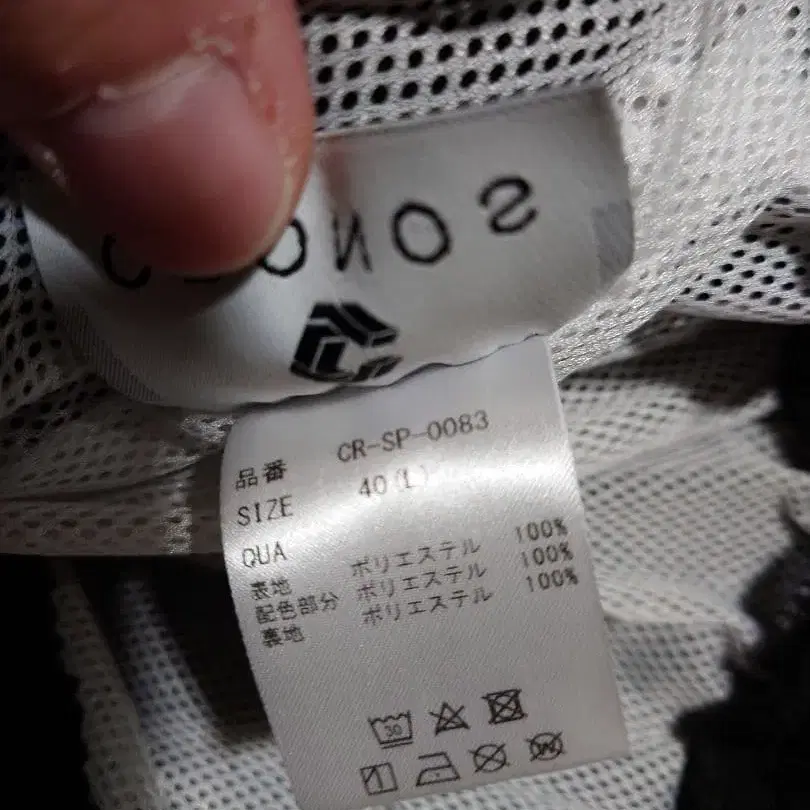 品番 CR-SP-0083
SIZE 40(L)
QUA
表地 ポリエステル 100%
配色部分 ポリエステル 100%
裏地 ポリエステル 100%
30